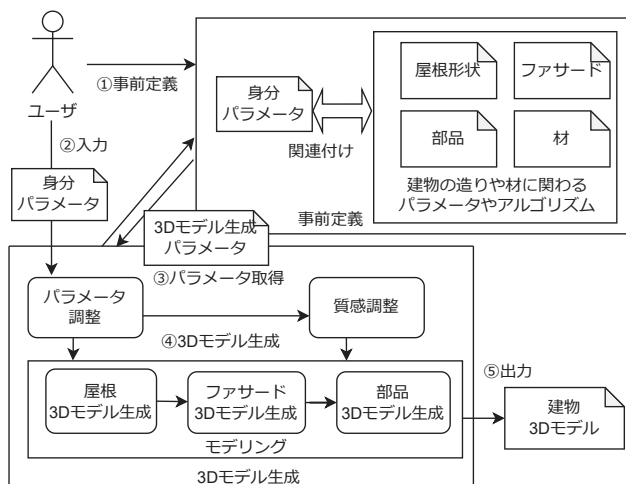 ユーザ
①事前定義
②入力
身分
パラメータ
身分
パラメータ
関連付け
屋根形状
ファサード
部品
材
建物の造りや材に関わる
パラメータやアルゴリズム
事前定義
3Dモデル生成
パラメータ
③パラメータ取得
パラメータ
調整
質感調整
④3Dモデル生成
屋根
3Dモデル生成
ファサード
3Dモデル生成
部品
3Dモデル生成
モデリング
3Dモデル生成
⑤出力
建物
3Dモデル